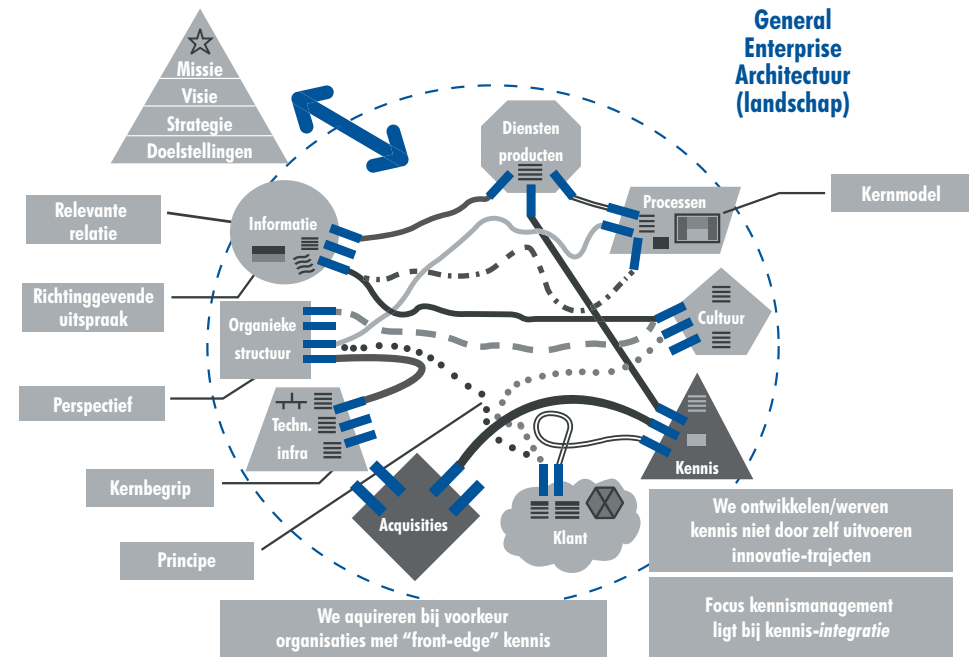 General
Enterprise
Architectuur
(landschap)
Missie
Visie
Strategie
Doelstellingen
Diensten
producten
Processen
Kernmodel
Relevante
relatie
Informatie
Richtinggevende
uitspraak
Organieke
structuur
Cultuur
Perspectief
Techn.
infra
Kennis
Kernbegrip
Acquisities
Klant
Principe
We ontwikkelen/werven
kennis niet door zelf uitvoeren
innovatie-trajecten
We aquireren bij voorkeur
organisaties met “front-edge” kennis
Focus kennismanagement
ligt bij kennis-integratie